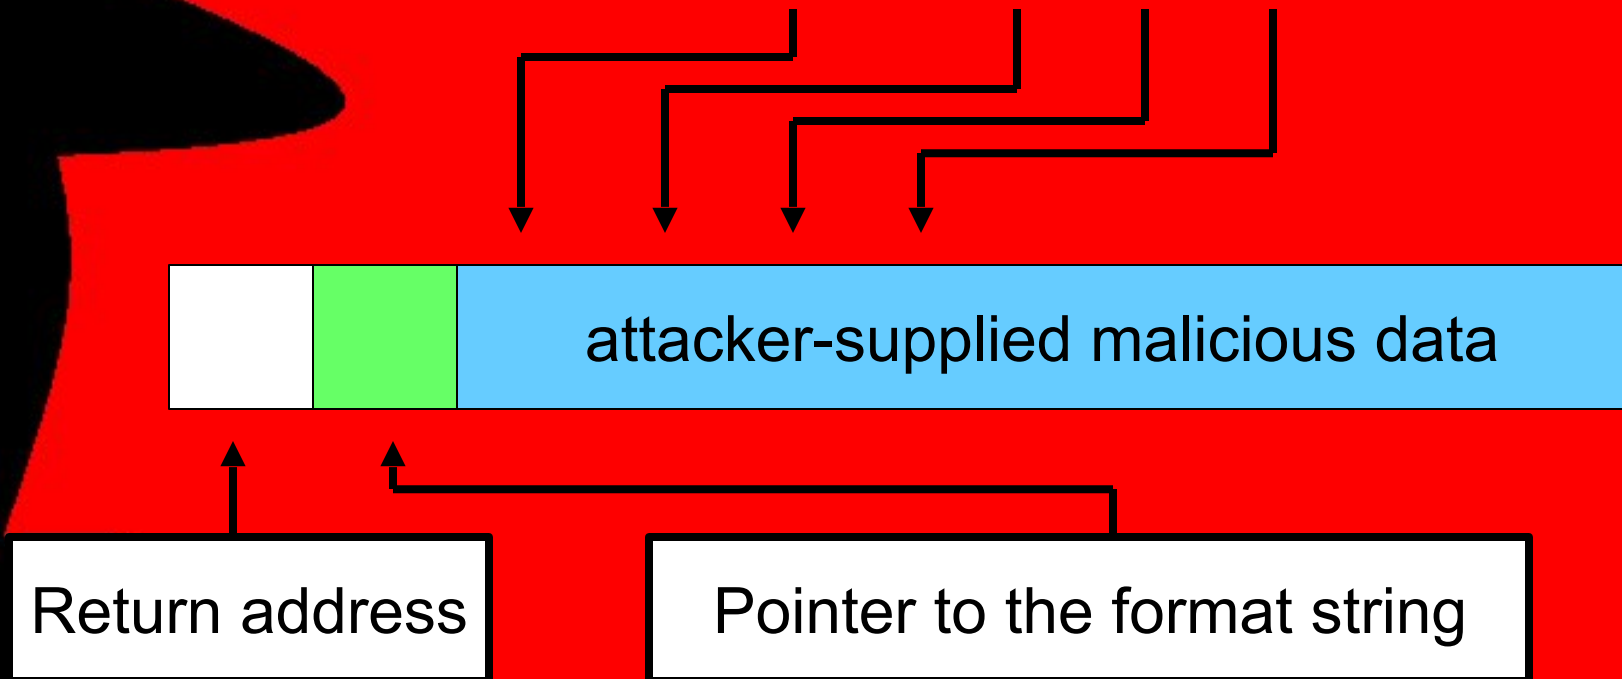 attacker-supplied malicious data
Return address
Pointer to the format string